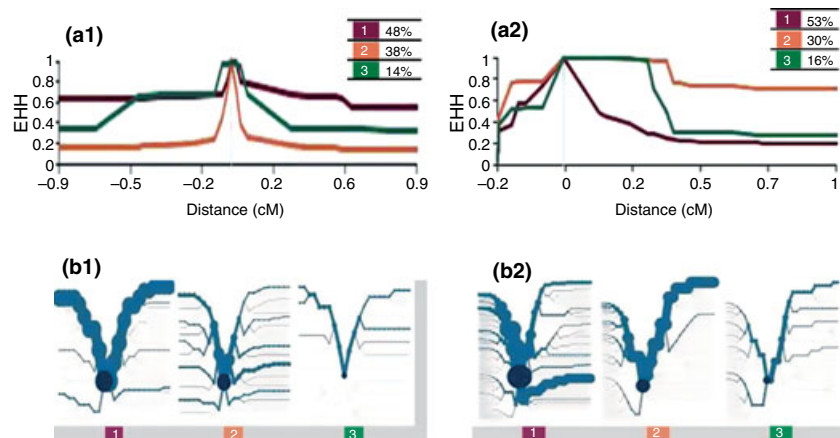 (a1)
1 48%
2 38%
3 14%
EHH
1
0.8
0.6
0.4
0.2
0
−0.9 −0.5 −0.2 0 0.2 0.6 0.9
Distance (cM)
(a2)
1 53%
2 30%
3 16%
EHH
1
0.8
0.6
0.4
0.2
0
−0.2 0 0.2 0.5 0.7 1
Distance (cM)
(b1)
1 2 3
(b2)
1 2 3